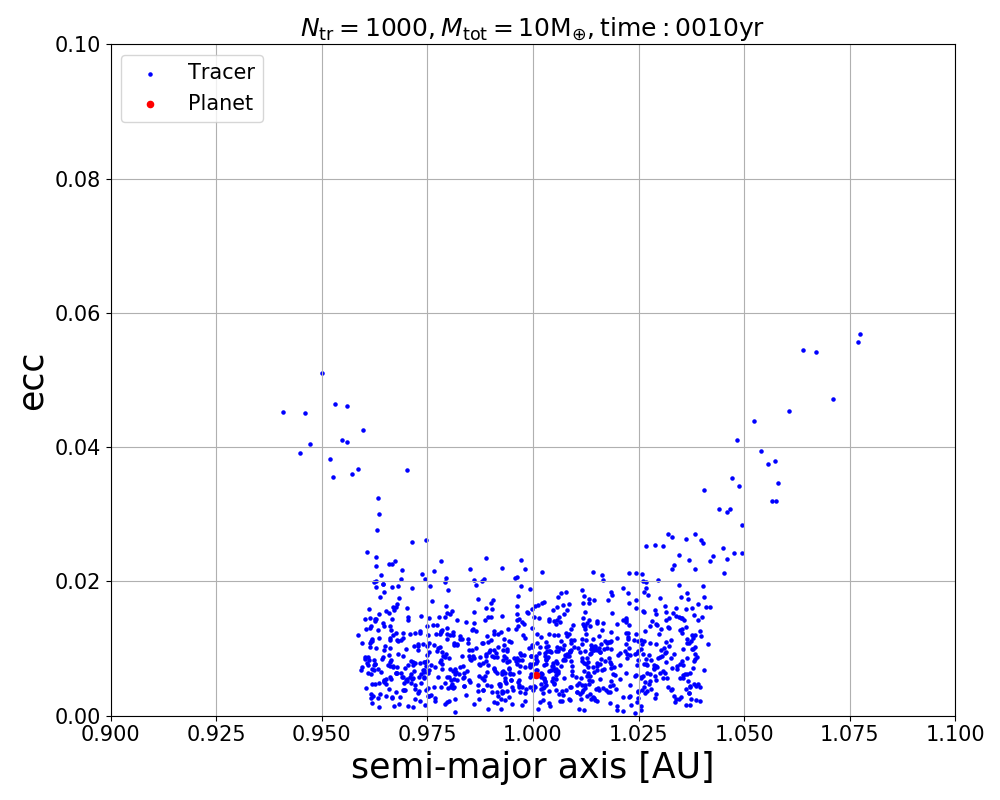 N_tr = 1000, M_tot = 10M_⊕, time : 0010yr
Tracer
Planet
0.10
0.08
0.06
0.04
0.02
0.00
ecc
0.900 0.925 0.950 0.975 1.000 1.025 1.050 1.075 1.100
semi-major axis [AU]